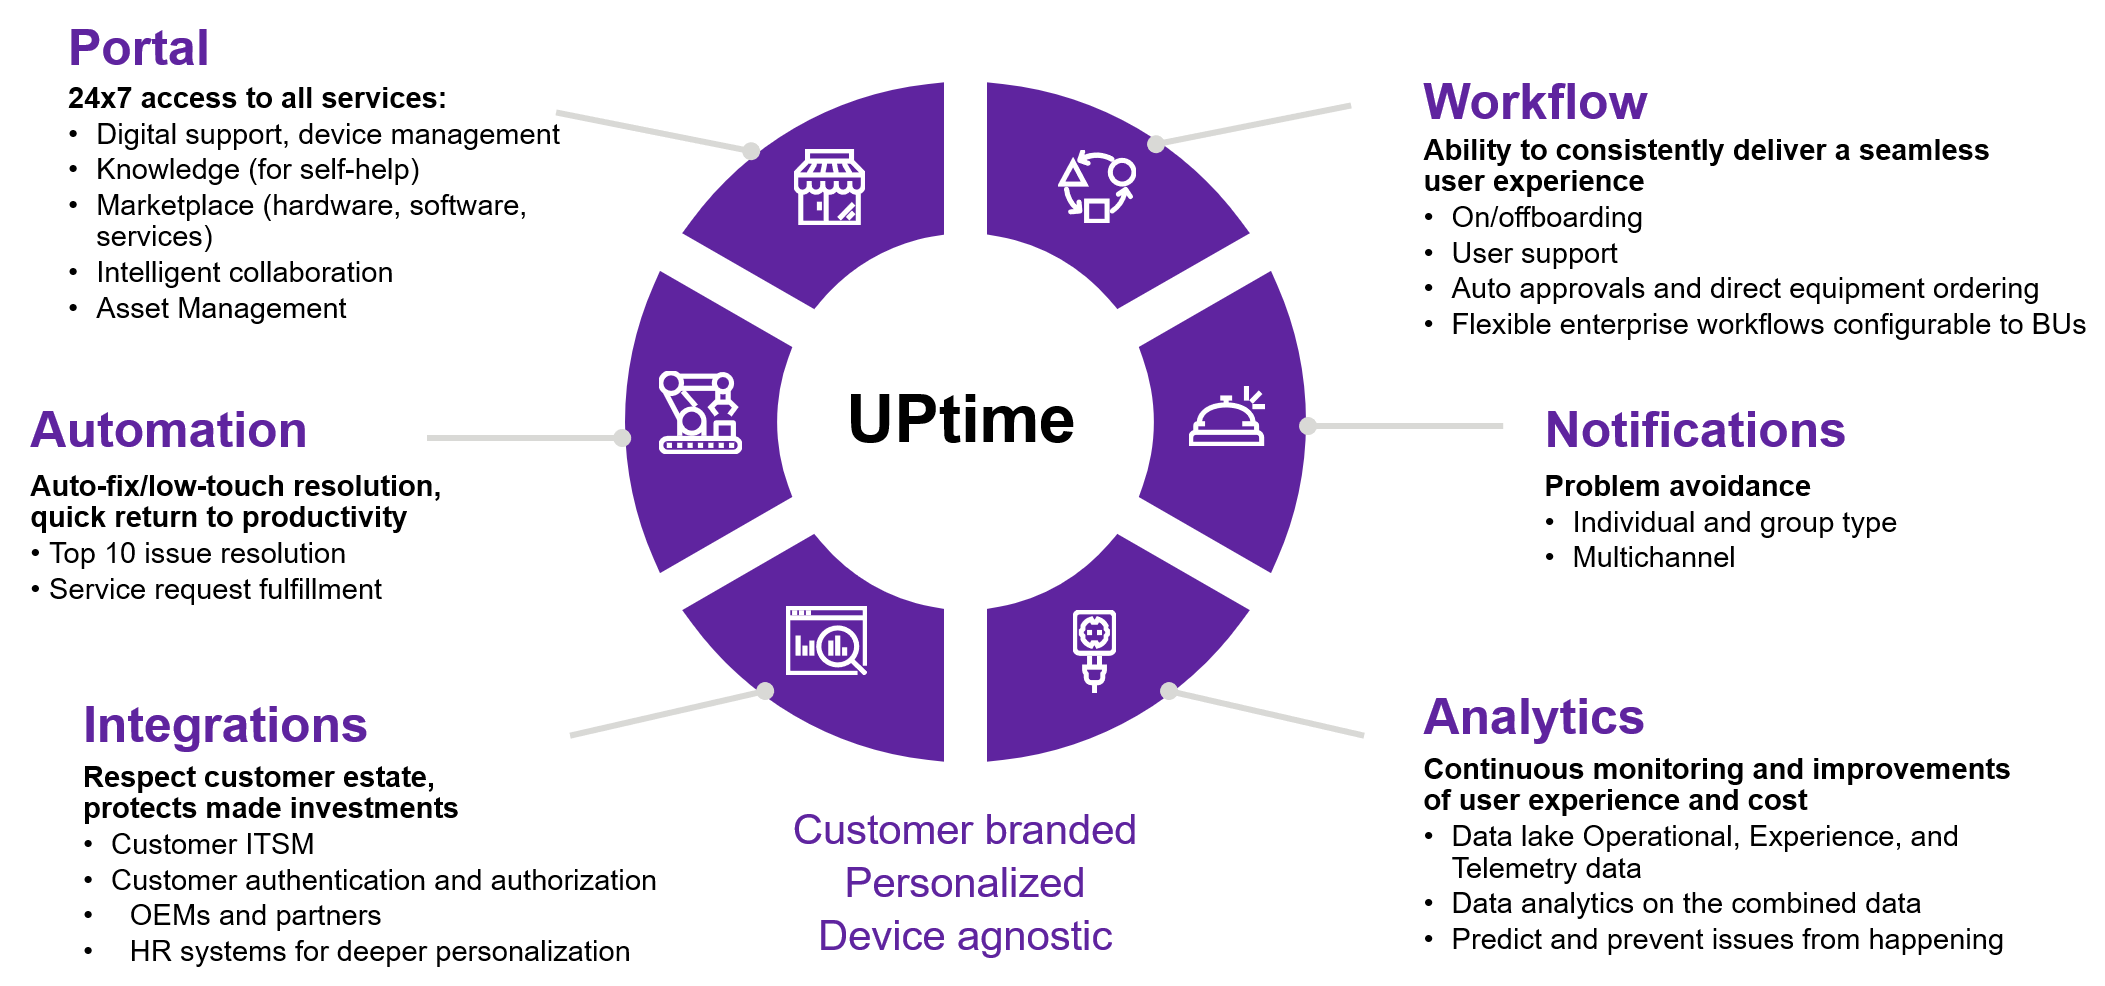 Portal
24x7 access to all services:
• Digital support, device management
• Knowledge (for self-help)
• Marketplace (hardware, software,
services)
• Intelligent collaboration
• Asset Management
Workflow
Ability to consistently deliver a seamless
user experience
• On/offboarding
• User support
• Auto approvals and direct equipment ordering
• Flexible enterprise workflows configurable to BUs
Automation
Auto-fix/low-touch resolution,
quick return to productivity
• Top 10 issue resolution
• Service request fulfillment
UPtime
Notifications
Problem avoidance
• Individual and group type
• Multichannel
Integrations
Respect customer estate,
protects made investments
• Customer ITSM
• Customer authentication and authorization
• OEMs and partners
• HR systems for deeper personalization
Customer branded
Personalized
Device agnostic
Analytics
Continuous monitoring and improvements
of user experience and cost
• Data lake Operational, Experience, and
Telemetry data
• Data analytics on the combined data
• Predict and prevent issues from happening